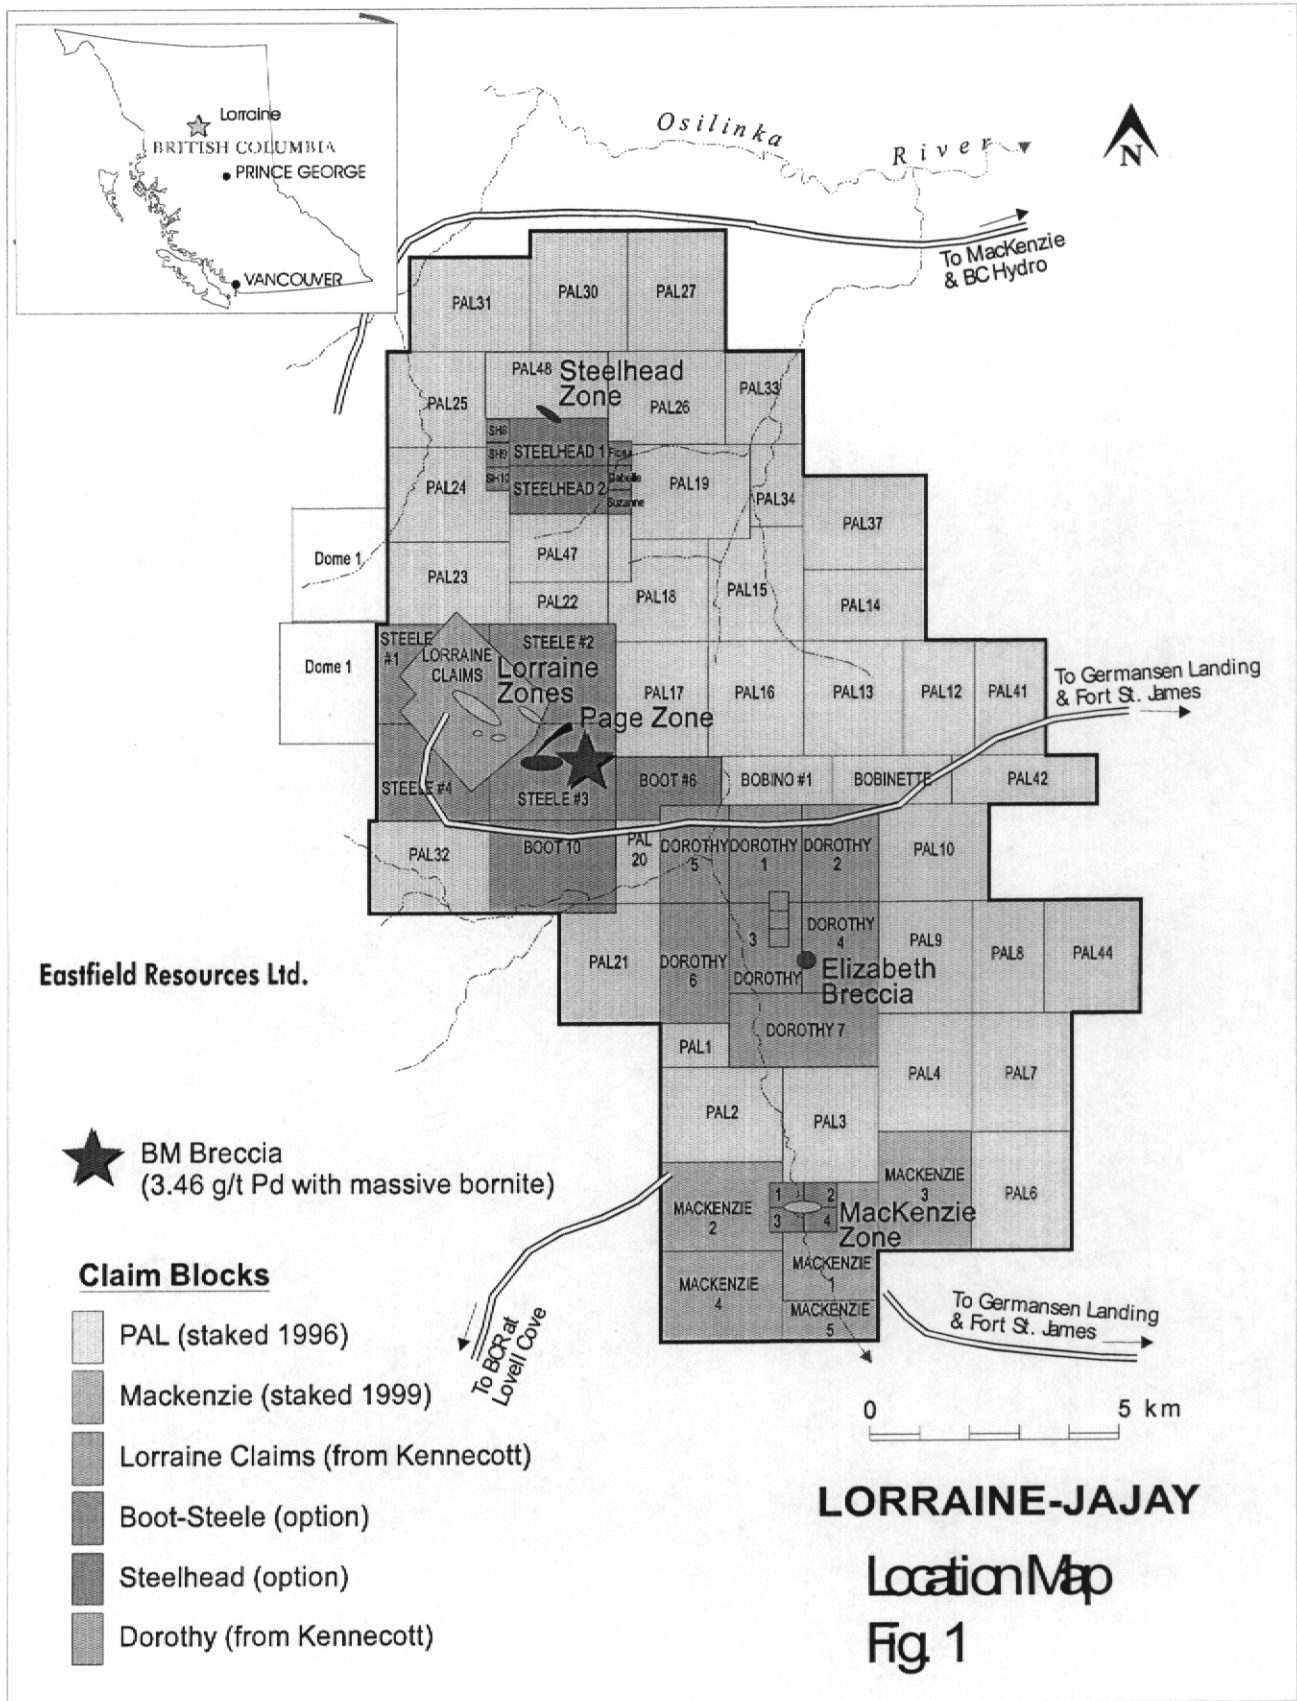 Lorraine
BRITISH COLUMBIA
PRINCE GEORGE
VANCOUVER
Osilinka
River
N
To MacKenzie
& BC Hydro
PAL31
PAL30
PAL27
PAL48
Steelhead
Zone
PAL25
PAL26
PAL33
SH9
STEELHEAD 1
PAL24
SH10
STEELHEAD 2
Suzanne
PAL19
PAL34
PAL37
Dome 1
PAL23
PAL47
PAL22
PAL18
PAL15
PAL14
Dome 1
STEELE
#1
LORRAINE
CLAIMS
STEELE #2
Lorraine
Zones
PAL17
PAL16
PAL13
PAL12
PAL41
To Germansen Landing
& Fort St. James
Page Zone
STEELE #4
STEELE #3
BOOT #6
BOBINO #1
BOBINETTE
PAL42
PAL32
BOOT 10
PAL
20
DOROTHY
5
DOROTHY
1
DOROTHY
2
PAL10
PAL21
DOROTHY
6
3
DOROTHY
DOROTHY
4
Elizabeth
Breccia
PAL9
PAL8
PAL44
Eastfield Resources Ltd.
DOROTHY 7
PAL1
PAL2
PAL3
PAL4
PAL7
BM Breccia
(3.46 g/t Pd with massive bornite)
MACKENZIE
2
1
2
3
4
MacKenzie
Zone
MACKENZIE
3
PAL6
MACKENZIE
1
MACKENZIE
4
MACKENZIE
5
To BCR at
Lovell Cove
To Germansen Landing
& Fort St. James
Claim Blocks
PAL (staked 1996)
Mackenzie (staked 1999)
Lorraine Claims (from Kennecott)
Boot-Steele (option)
Steelhead (option)
Dorothy (from Kennecott)
0
5 km
LORRAINE-JAJAY
Location Map
Fig. 1